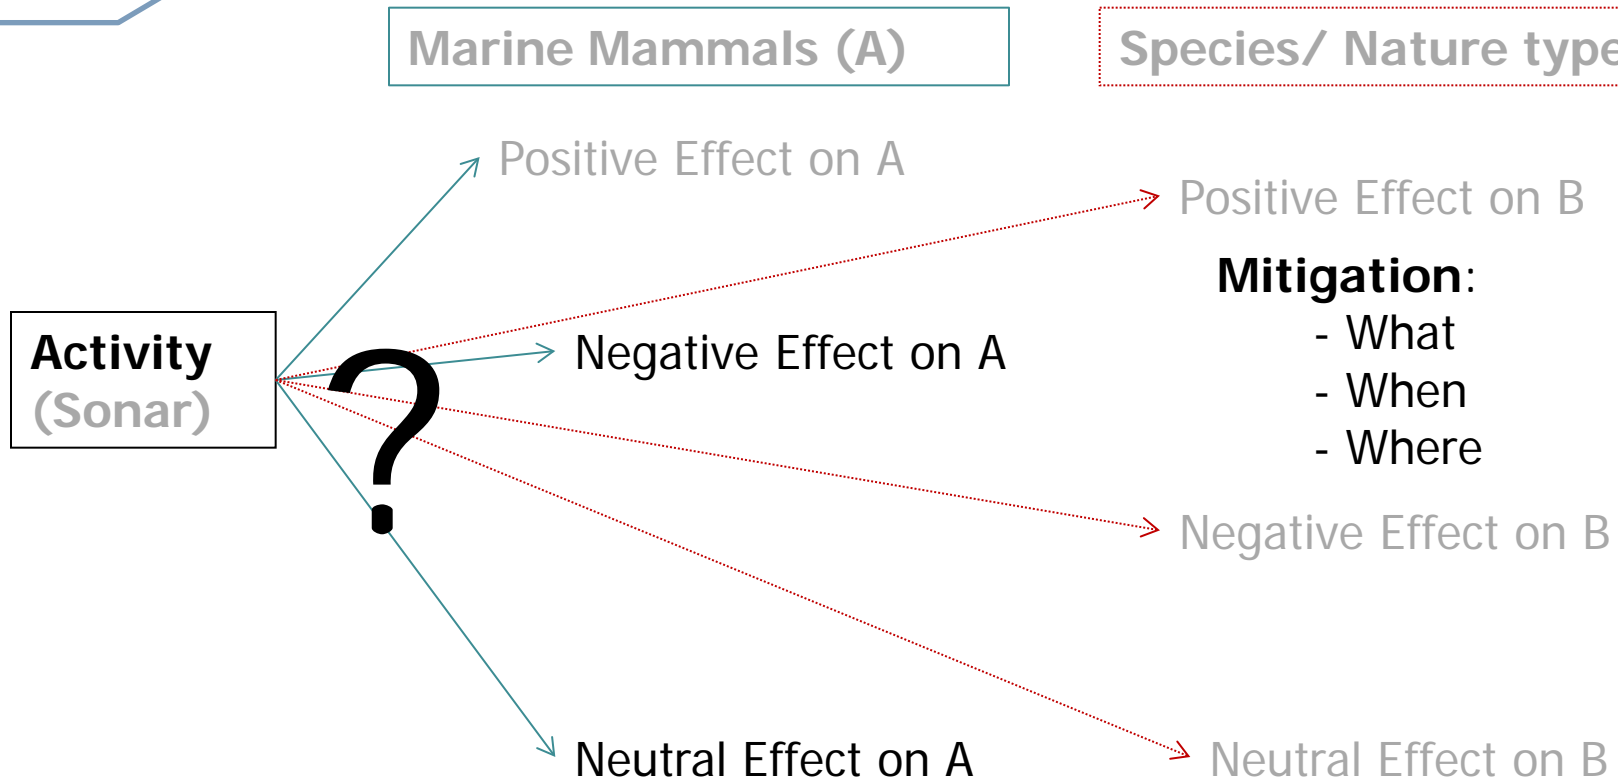 Marine Mammals (A)
Species/ Nature type
Positive Effect on A
Positive Effect on B
Mitigation:
- What
- When
- Where
Activity
(Sonar)
?
Negative Effect on A
Negative Effect on B
Neutral Effect on A
Neutral Effect on B